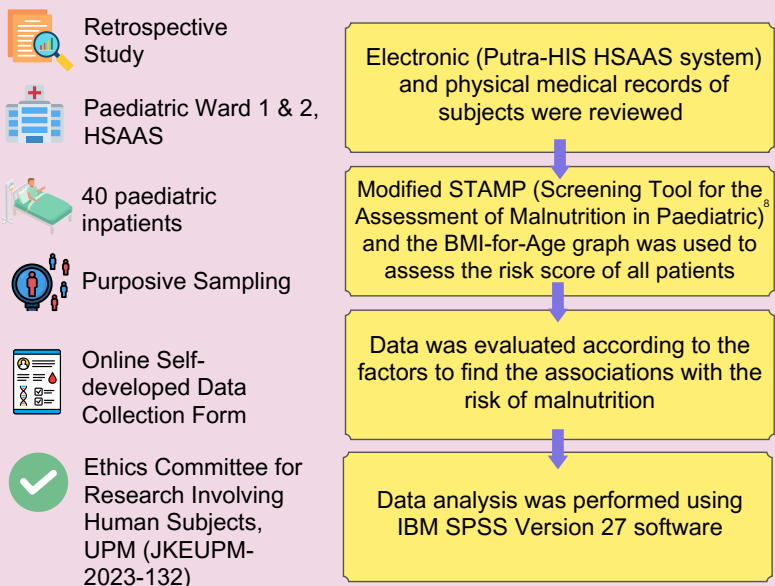 Retrospective
Study
Paediatric Ward 1 & 2,
HSAAS
40 paediatric
inpatients
Purposive Sampling
Online Self-
developed Data
Collection Form
Ethics Committee for
Research Involving
Human Subjects,
UPM (JKEUPM-
2023-132)
Electronic (Putra-HIS HSAAS system)
and physical medical records of
subjects were reviewed
Modified STAMP (Screening Tool for the
Assessment of Malnutrition in Paediatric)8
and the BMI-for-Age graph was used to
assess the risk score of all patients
Data was evaluated according to the
factors to find the associations with the
risk of malnutrition
Data analysis was performed using
IBM SPSS Version 27 software